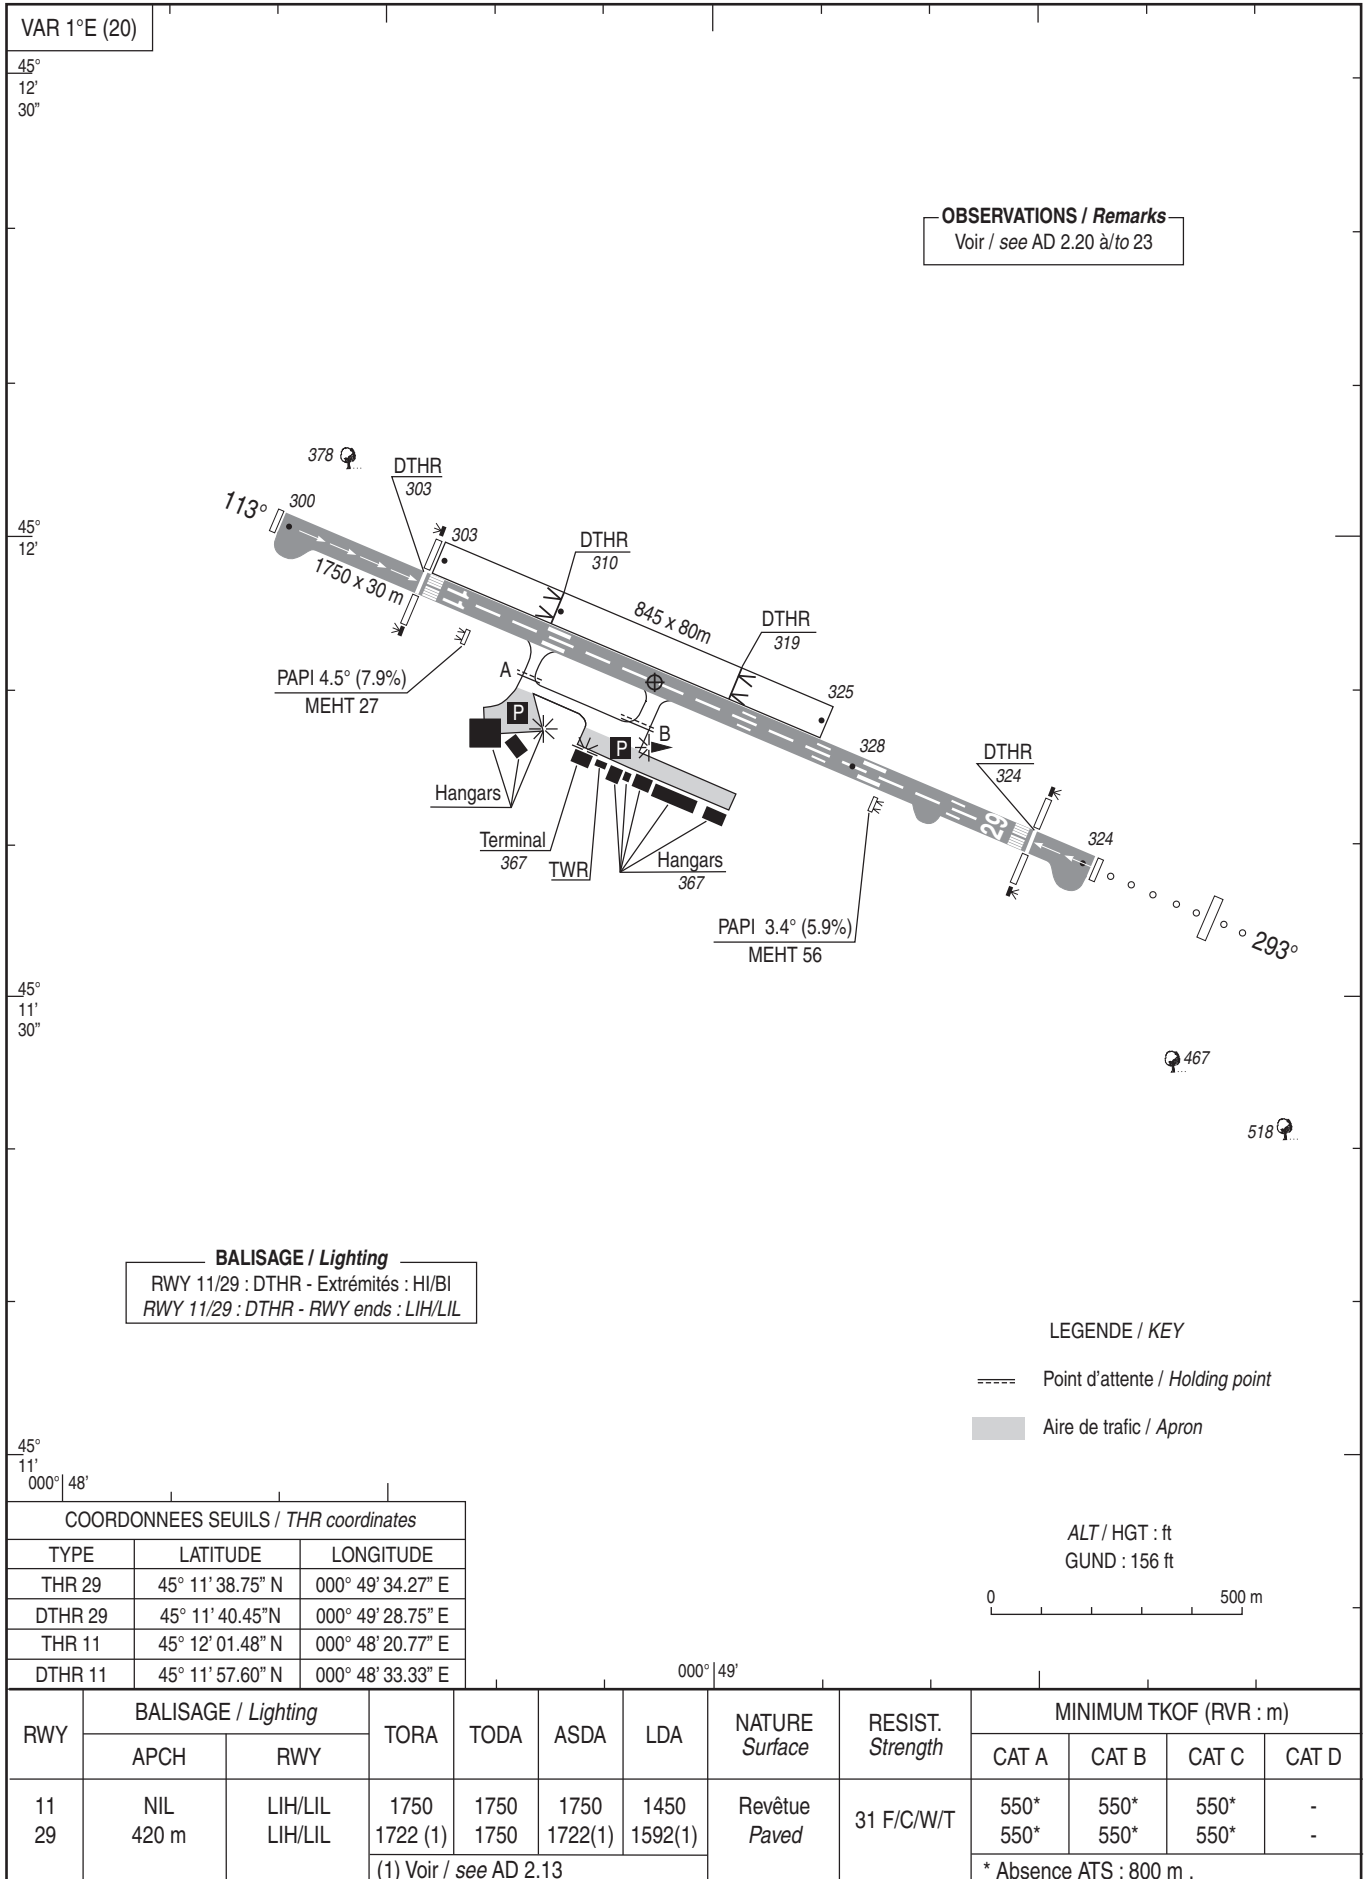 VAR 1°E (20)
45°
12'
30"
OBSERVATIONS / Remarks
Voir / see AD 2.20 à/to 23
378
DTHR
303
113°
300
45°
12'
303
DTHR
310
1750 x 30 m
11
845 x 80m
DTHR
319
PAPI 4.5° (7.9%)
MEHT 27
A
P
325
B
P
328
DTHR
324
Hangars
29
324
Terminal
367
TWR
Hangars
367
PAPI 3.4° (5.9%)
MEHT 56
293°
45°
11'
30"
467
518
BALISAGE / Lighting
RWY 11/29 : DTHR - Extrémités : HI/BI
RWY 11/29 : DTHR - RWY ends : LIH/LIL
LEGENDE / KEY
Point d'attente / Holding point
Aire de trafic / Apron
45°
11'
000° 48'
COORDONNEES SEUILS / THR coordinates
TYPE LATITUDE LONGITUDE
THR 29 45° 11' 38.75" N 000° 49' 34.27" E
DTHR 29 45° 11' 40.45"N 000° 49' 28.75" E
THR 11 45° 12' 01.48" N 000° 48' 20.77" E
DTHR 11 45° 11' 57.60" N 000° 48' 33.33" E
ALT / HGT : ft
GUND : 156 ft
0 500 m
000° 49'
RWY BALISAGE / Lighting TORA TODA ASDA LDA NATURE Surface RESIST. Strength MINIMUM TKOF (RVR : m)
APCH RWY CAT A CAT B CAT C CAT D
11 NIL LIH/LIL 1750 1750 1750 1450 Revêtue 31 F/C/W/T 550* 550* 550* -
29 420 m LIH/LIL 1722 (1) 1750 1722(1) 1592(1) Paved 550* 550* 550* -
(1) Voir / see AD 2.13
* Absence ATS : 800 m .